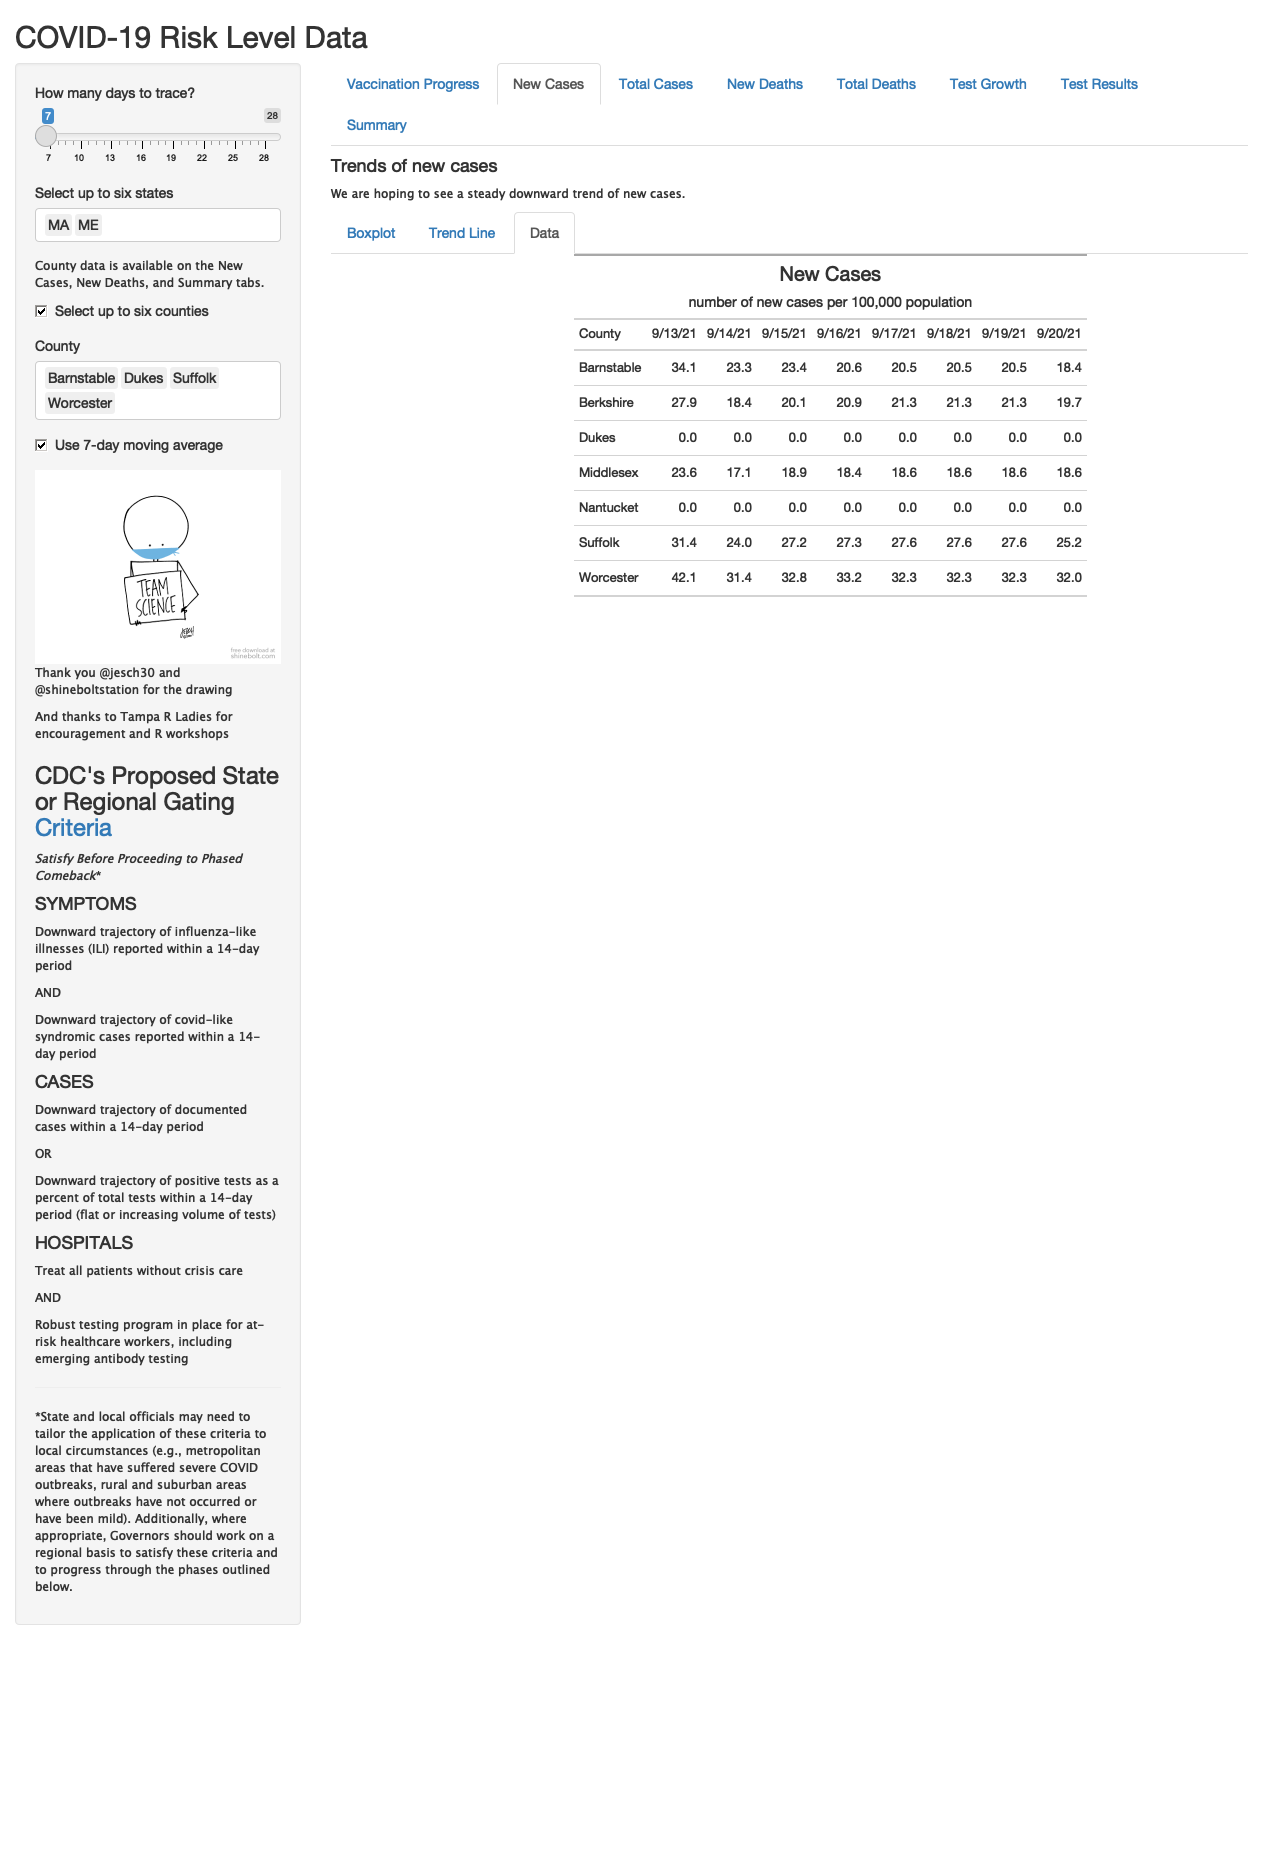 COVID-19 Risk Level Data
How many days to trace?
7 28
7 10 13 16 19 22 25 28
Select up to six states
MA ME
County data is available on the New
Cases, New Deaths, and Summary tabs.
Select up to six counties
County
Barnstable Dukes Suffolk
Worcester
Use 7-day moving average
TEAM
SCIENCE
free download at
shinebolt.com
Thank you @jesch30 and
@shineboltstation for the drawing
And thanks to Tampa R Ladies for
encouragement and R workshops
CDC's Proposed State
or Regional Gating
Criteria
Satisfy Before Proceeding to Phased
Comeback*
SYMPTOMS
Downward trajectory of influenza-like
illnesses (ILI) reported within a 14-day
period
AND
Downward trajectory of covid-like
syndromic cases reported within a 14-
day period
CASES
Downward trajectory of documented
cases within a 14-day period
OR
Downward trajectory of positive tests as a
percent of total tests within a 14-day
period (flat or increasing volume of tests)
HOSPITALS
Treat all patients without crisis care
AND
Robust testing program in place for at-
risk healthcare workers, including
emerging antibody testing
*State and local officials may need to
tailor the application of these criteria to
local circumstances (e.g., metropolitan
areas that have suffered severe COVID
outbreaks, rural and suburban areas
where outbreaks have not occurred or
have been mild). Additionally, where
appropriate, Governors should work on a
regional basis to satisfy these criteria and
to progress through the phases outlined
below.
Vaccination Progress New Cases Total Cases New Deaths Total Deaths Test Growth Test Results
Summary
Trends of new cases
We are hoping to see a steady downward trend of new cases.
Boxplot Trend Line Data
New Cases
number of new cases per 100,000 population
County 9/13/21 9/14/21 9/15/21 9/16/21 9/17/21 9/18/21 9/19/21 9/20/21
Barnstable 34.1 23.3 23.4 20.6 20.5 20.5 20.5 18.4
Berkshire 27.9 18.4 20.1 20.9 21.3 21.3 21.3 19.7
Dukes 0.0 0.0 0.0 0.0 0.0 0.0 0.0 0.0
Middlesex 23.6 17.1 18.9 18.4 18.6 18.6 18.6 18.6
Nantucket 0.0 0.0 0.0 0.0 0.0 0.0 0.0 0.0
Suffolk 31.4 24.0 27.2 27.3 27.6 27.6 27.6 25.2
Worcester 42.1 31.4 32.8 33.2 32.3 32.3 32.3 32.0